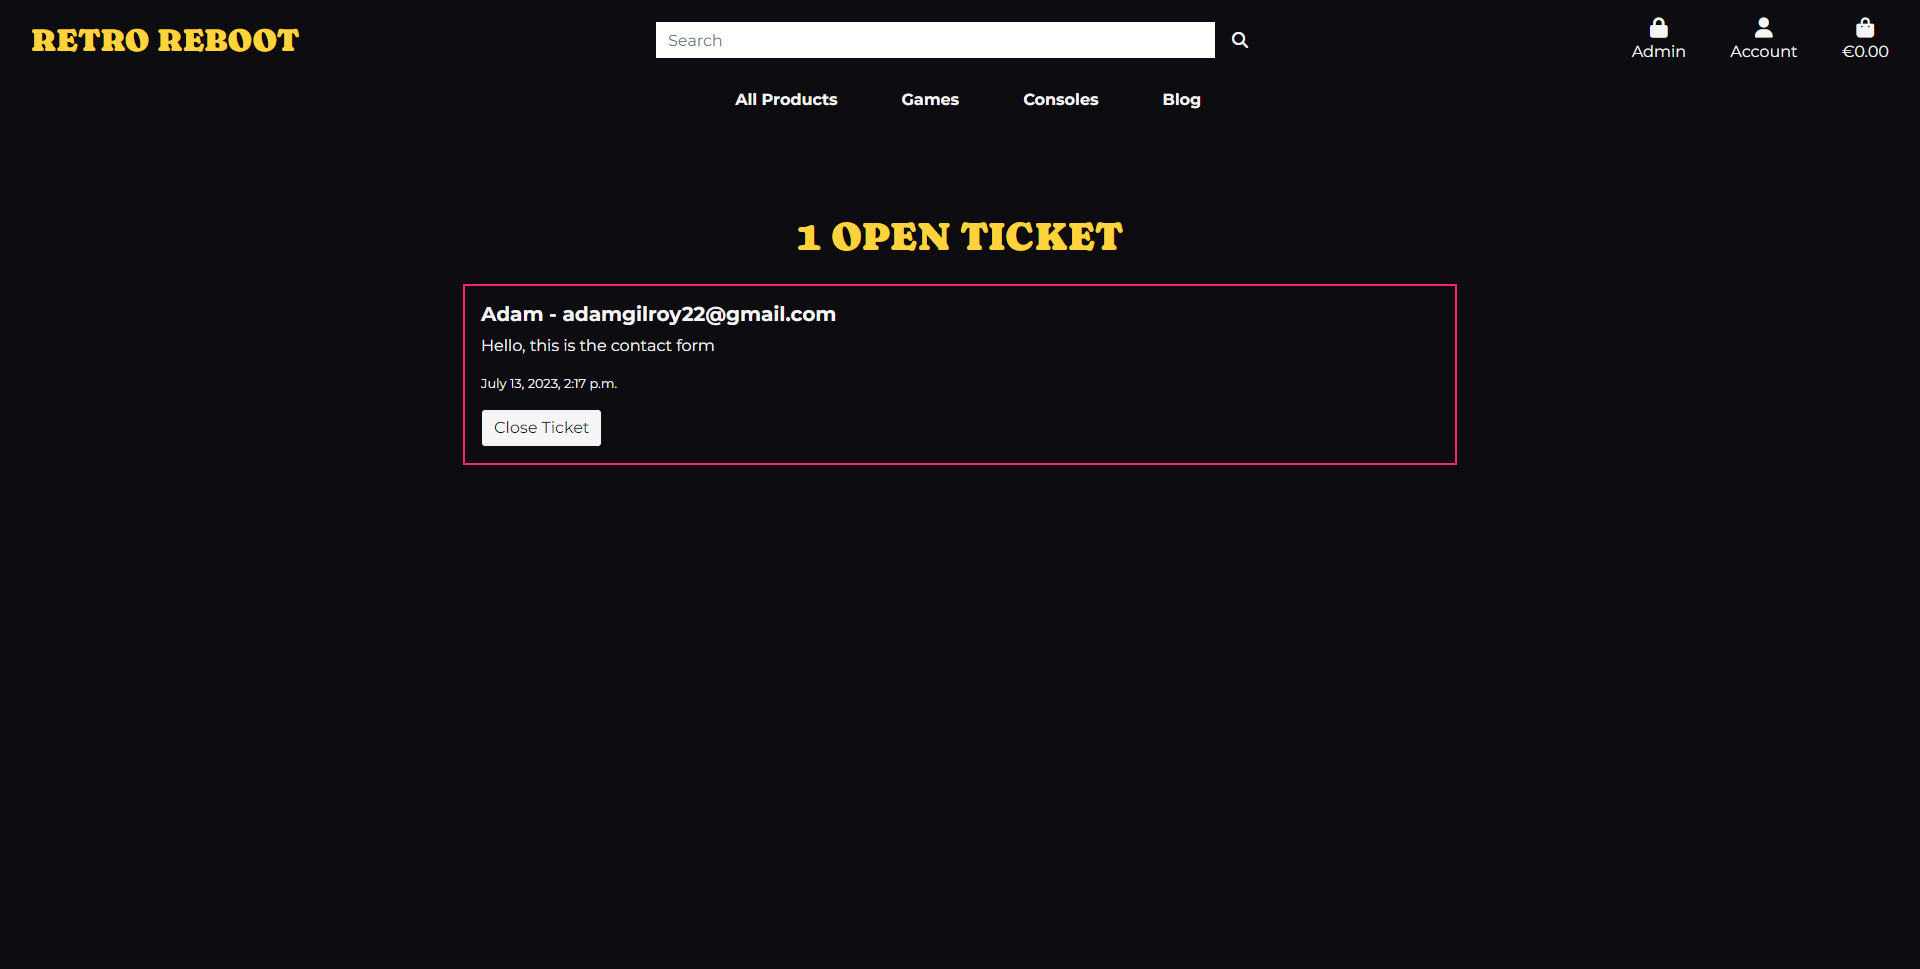 RETRO REBOOT
Search
Admin
Account
€0.00
All Products
Games
Consoles
Blog
1 OPEN TICKET
Adam - adamgilroy22@gmail.com
Hello, this is the contact form
July 13, 2023, 2:17 p.m.
Close Ticket